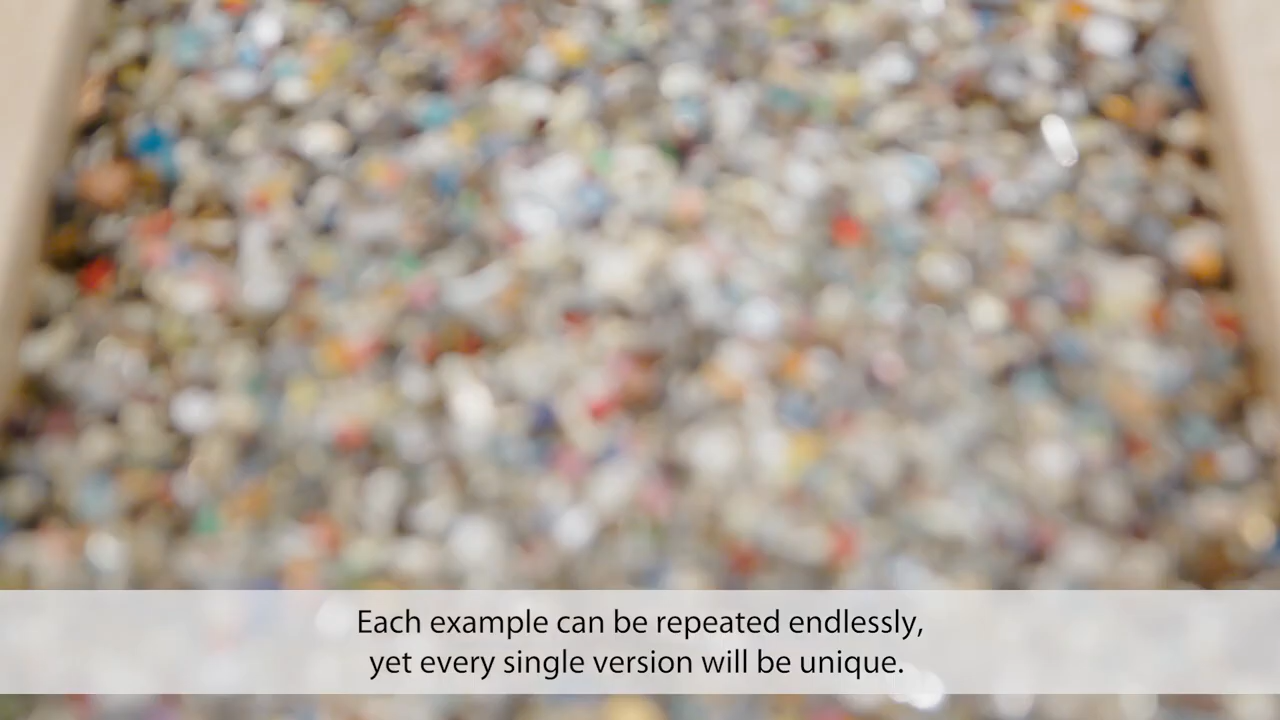 Each example can be repeated endlessly,
yet every single version will be unique.